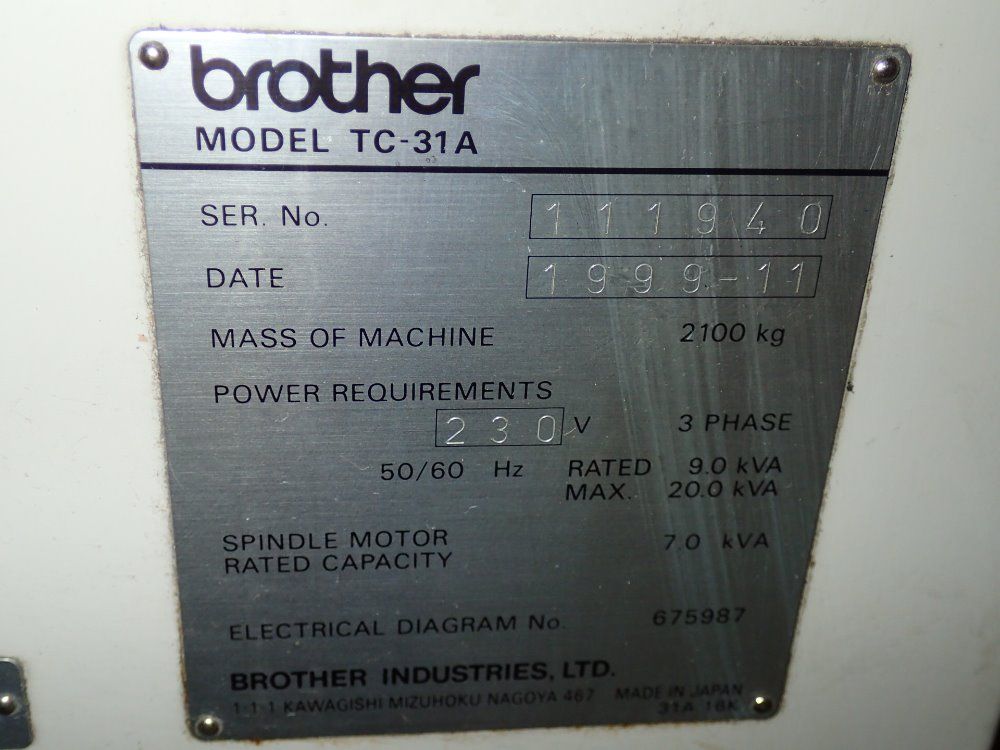 brother
MODEL TC-31A
SER. No. 111940
DATE 1999-11
MASS OF MACHINE 2100 kg
POWER REQUIREMENTS
230 V 3 PHASE
50/60 Hz RATED 9.0 kVA
MAX. 20.0 kVA
SPINDLE MOTOR 7.0 kVA
RATED CAPACITY
ELECTRICAL DIAGRAM No. 675987
BROTHER INDUSTRIES, LTD.
1-1-1 KAWAGISHI MIZUHOKU NAGOYA 467 MADE IN JAPAN
31A 16K